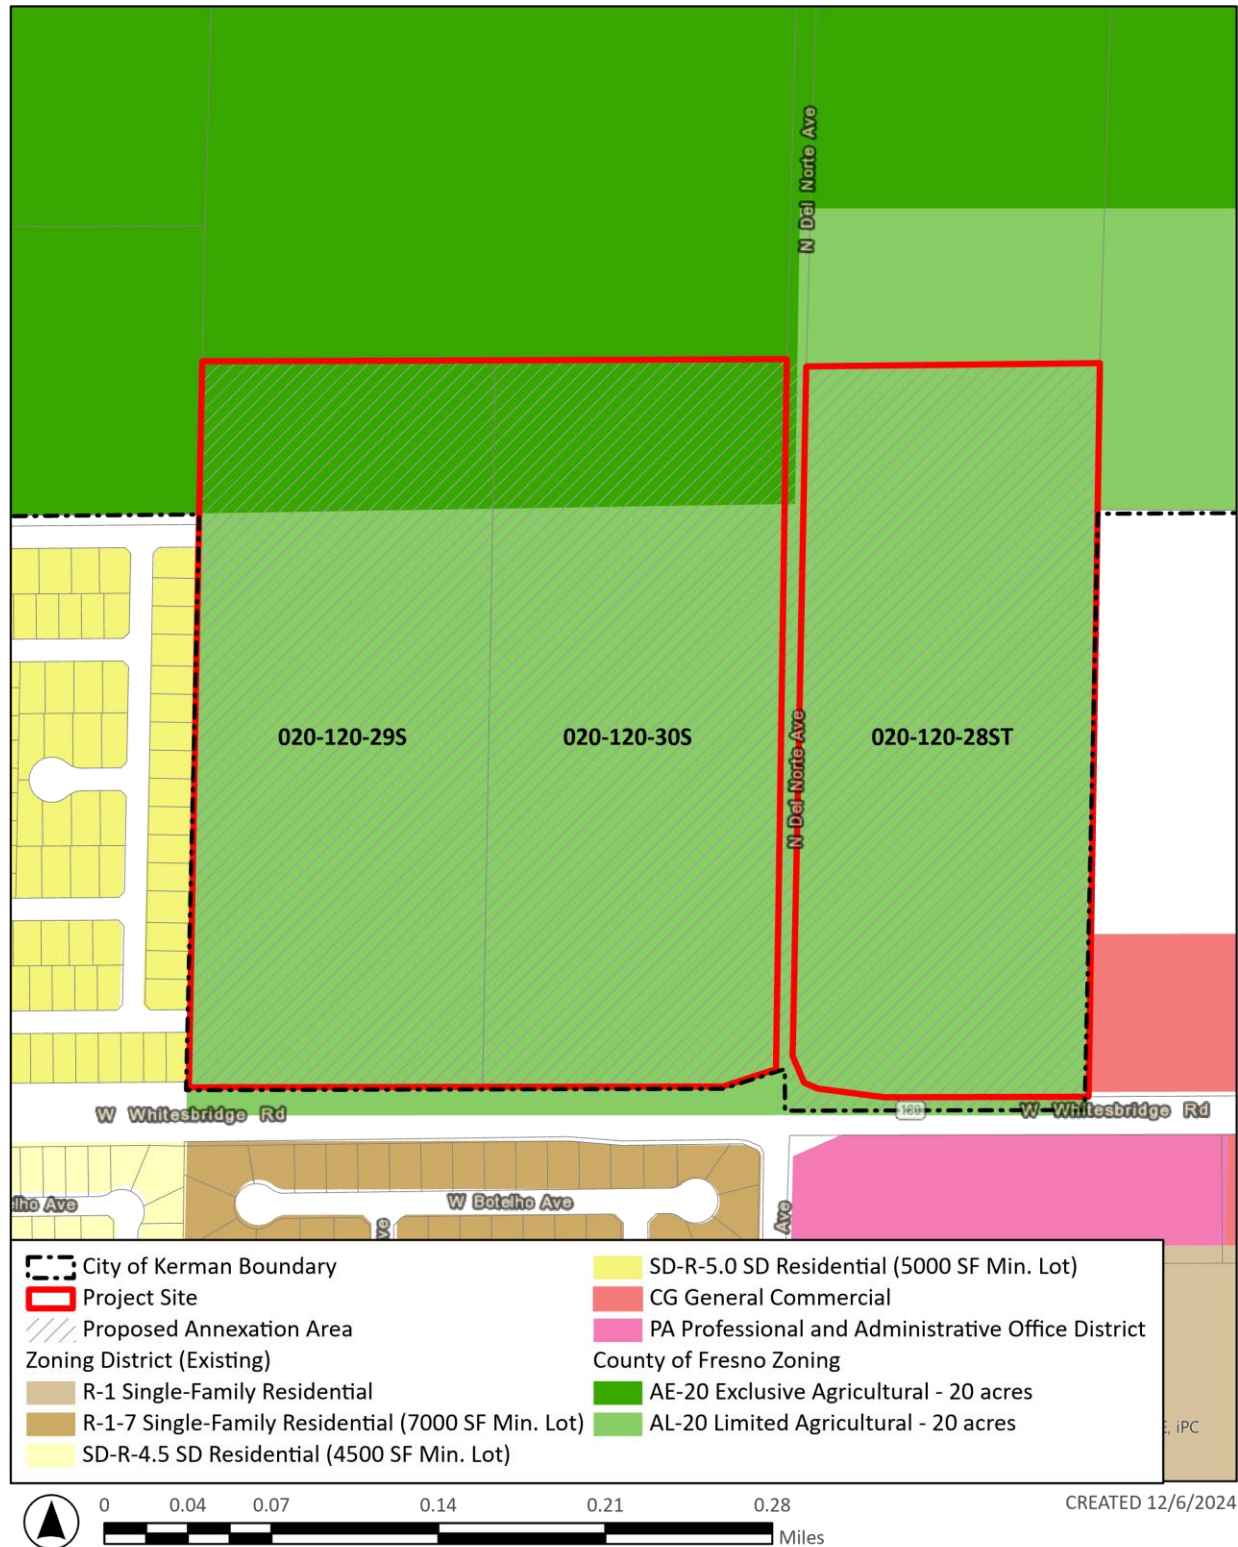 N Del Norte Ave
020-120-29S
020-120-30S
N Del Norte Ave
020-120-28ST
W Whitesbridge Rd
180
W Whitesbridge Rd
lho Ave
W Botelho Ave
ve
Ave
City of Kerman Boundary
Project Site
Proposed Annexation Area
Zoning District (Existing)
R-1 Single-Family Residential
R-1-7 Single-Family Residential (7000 SF Min. Lot)
SD-R-4.5 SD Residential (4500 SF Min. Lot)
SD-R-5.0 SD Residential (5000 SF Min. Lot)
CG General Commercial
PA Professional and Administrative Office District
County of Fresno Zoning
AE-20 Exclusive Agricultural - 20 acres
AL-20 Limited Agricultural - 20 acres
, iPC
0 0.04 0.07 0.14 0.21 0.28
Miles
CREATED 12/6/2024